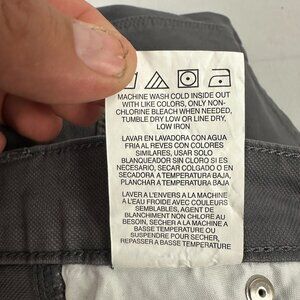 MACHINE WASH COLD INSIDE OUT
WITH LIKE COLORS, ONLY NON-
CHLORINE BLEACH WHEN NEEDED,
TUMBLE DRY LOW OR LINE DRY,
LOW IRON
LAVAR EN LAVADORA CON AGUA
FRIA AL REVES CON COLORES
SIMILARES, USAR SOLO
BLANQUEADOR SIN CLORO SI ES
NECESARIO, SECAR COLGADO O EN
SECADORA A TEMPERATURA BAJA,
PLANCHAR A TEMPERATURA BAJA
LAVER À L'ENVERS A LA MACHINE
A L'EAU FROIDE AVEC COULEURS
SEMBLABLES, AGENT DE
BLANCHIMENT NON CHLORÉ AU
BESOIN, SÉCHER A LA MACHINE
A BASSE TEMPÉRATURE OU
SUSPENDRE POUR SECHER,
REPASSER A BASSE TEMPÉRATURE